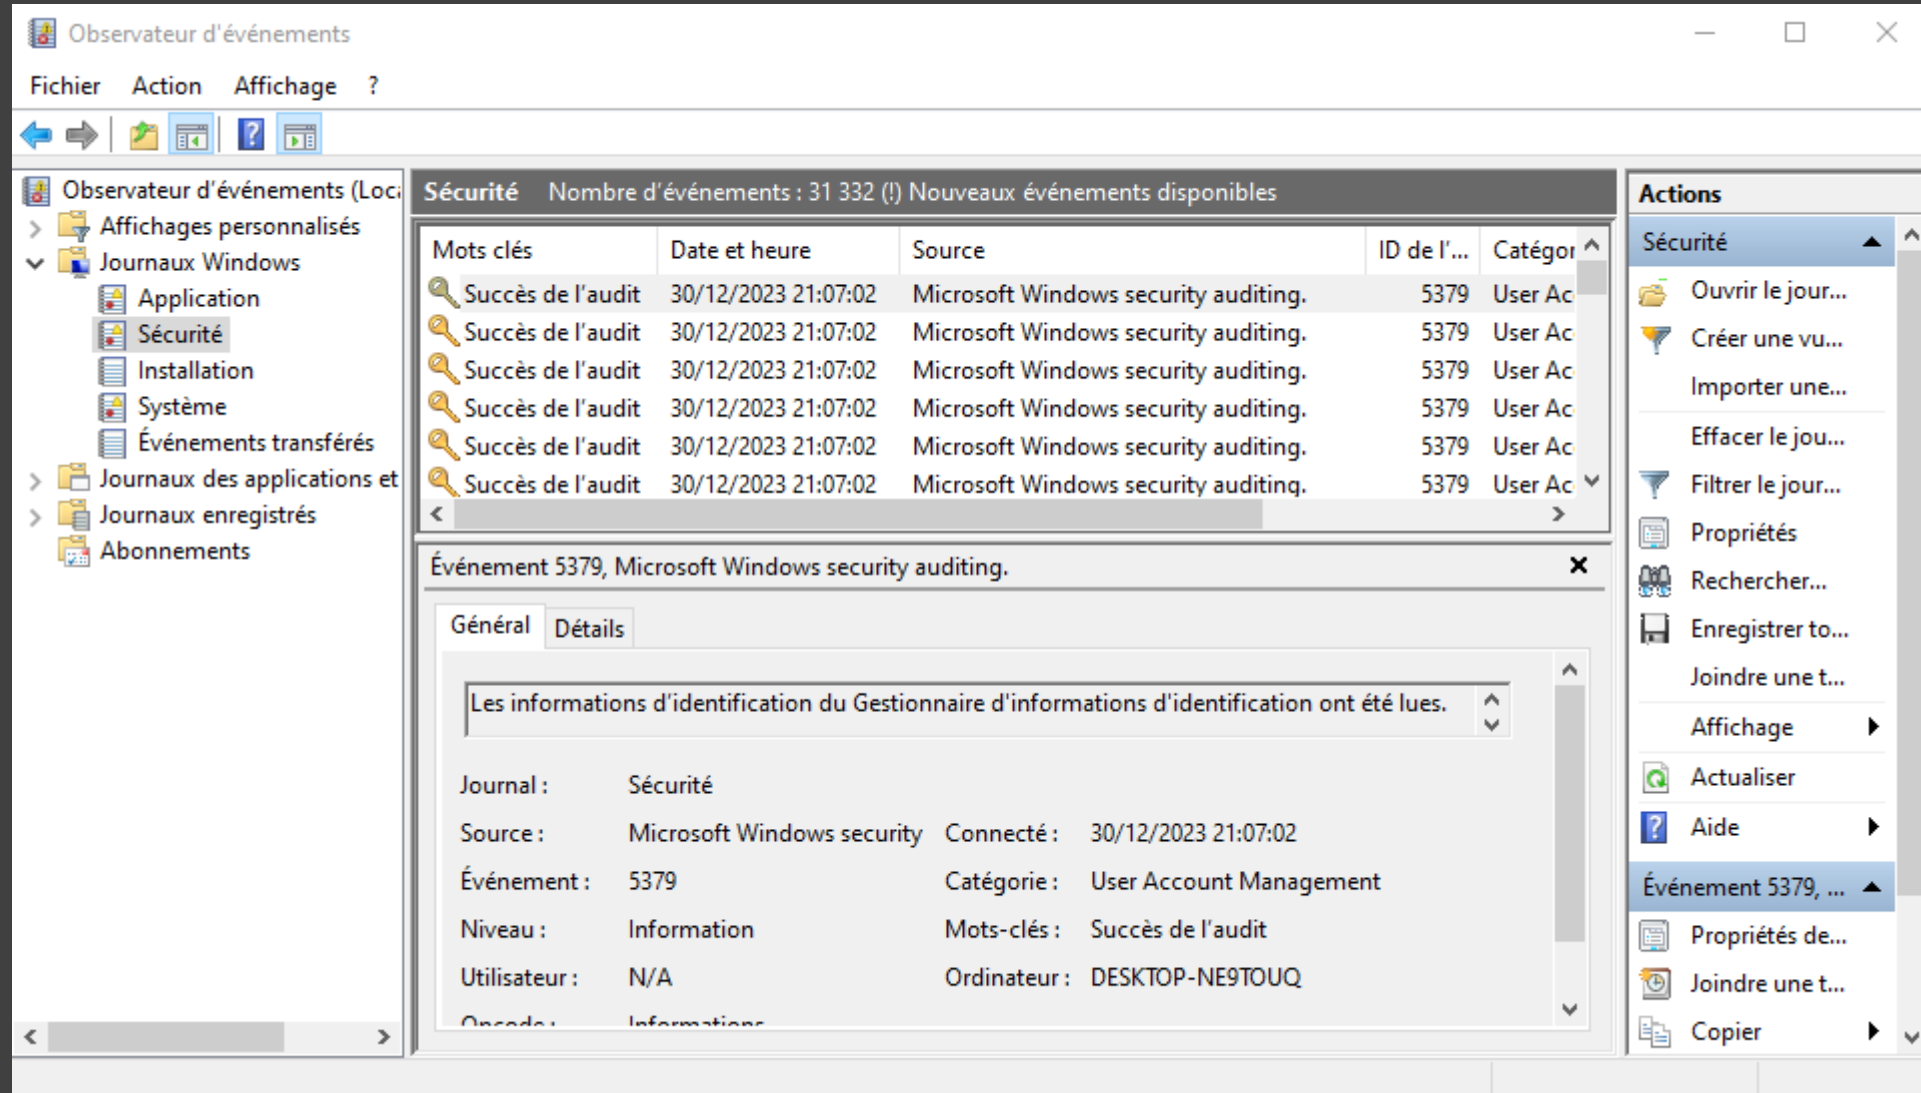 Observateur d'événements
Fichier Action Affichage ?
Observateur d'événements (Loca
Affichages personnalisés
Journaux Windows
Application
Sécurité
Installation
Système
Événements transférés
Journaux des applications et
Journaux enregistrés
Abonnements
Sécurité Nombre d'événements : 31 332 (!) Nouveaux événements disponibles
Mots clés Date et heure Source ID de l'... Catégor
Succès de l'audit 30/12/2023 21:07:02 Microsoft Windows security auditing. 5379 User Ac
Succès de l'audit 30/12/2023 21:07:02 Microsoft Windows security auditing. 5379 User Ac
Succès de l'audit 30/12/2023 21:07:02 Microsoft Windows security auditing. 5379 User Ac
Succès de l'audit 30/12/2023 21:07:02 Microsoft Windows security auditing. 5379 User Ac
Succès de l'audit 30/12/2023 21:07:02 Microsoft Windows security auditing. 5379 User Ac
Succès de l'audit 30/12/2023 21:07:02 Microsoft Windows security auditing. 5379 User Ac
Événement 5379, Microsoft Windows security auditing.
Général Détails
Les informations d'identification du Gestionnaire d'informations d'identification ont été lues.
Journal : Sécurité
Source : Microsoft Windows security Connecté : 30/12/2023 21:07:02
Événement : 5379 Catégorie : User Account Management
Niveau : Information Mots-clés : Succès de l'audit
Utilisateur : N/A Ordinateur : DESKTOP-NE9TOUQ
Opcode : Informations
Actions
Sécurité
Ouvrir le jour...
Créer une vu...
Importer une...
Effacer le jou...
Filtrer le jour...
Propriétés
Rechercher...
Enregistrer to...
Joindre une t...
Affichage
Actualiser
Aide
Événement 5379, ...
Propriétés de...
Joindre une t...
Copier